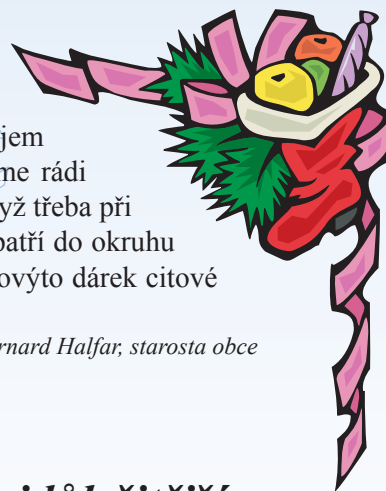 jem
me rádi
yž třeba při
patří do okruhu
ovýto dárek citové
rnard Halfar, starosta obce